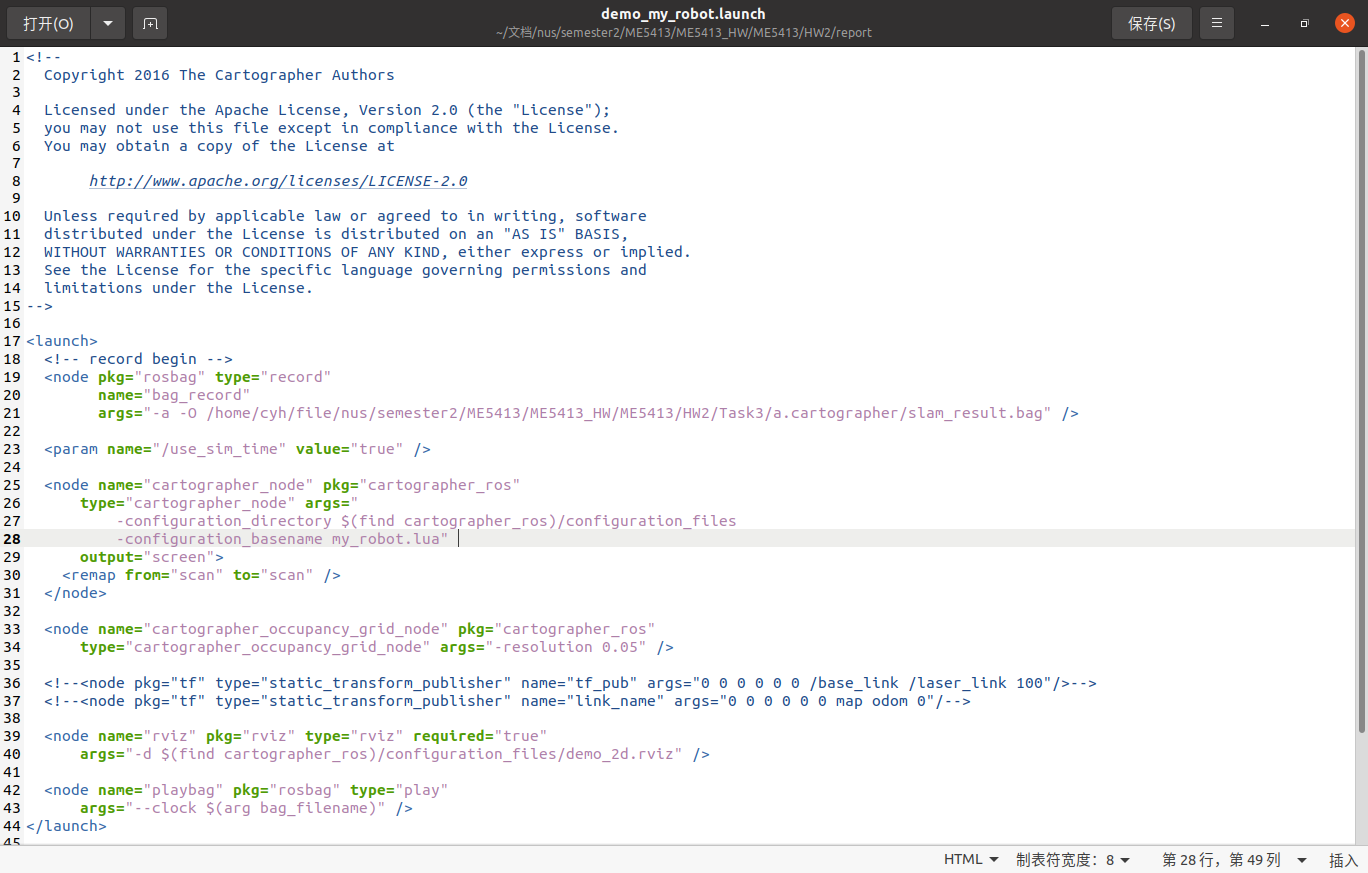 打开(O)
demo_my_robot.launch
~/文档/nus/semester2/ME5413/ME5413_HW/ME5413/HW2/report
保存(S)
1 <!--
2   Copyright 2016 The Cartographer Authors
3
4   Licensed under the Apache License, Version 2.0 (the "License");
5   you may not use this file except in compliance with the License.
6   You may obtain a copy of the License at
7
8        http://www.apache.org/licenses/LICENSE-2.0
9
10   Unless required by applicable law or agreed to in writing, software
11   distributed under the License is distributed on an "AS IS" BASIS,
12   WITHOUT WARRANTIES OR CONDITIONS OF ANY KIND, either express or implied.
13   See the License for the specific language governing permissions and
14   limitations under the License.
15 -->
16
17 <launch>
18   <!-- record begin -->
19   <node pkg="rosbag" type="record"
20         name="bag_record"
21         args="-a -O /home/cyh/file/nus/semester2/ME5413/ME5413_HW/ME5413/HW2/Task3/a.cartographer/slam_result.bag" />
22
23   <param name="/use_sim_time" value="true" />
24
25   <node name="cartographer_node" pkg="cartographer_ros"
26       type="cartographer_node" args="
27           -configuration_directory $(find cartographer_ros)/configuration_files
28           -configuration_basename my_robot.lua"
29       output="screen">
30     <remap from="scan" to="scan" />
31   </node>
32
33   <node name="cartographer_occupancy_grid_node" pkg="cartographer_ros"
34       type="cartographer_occupancy_grid_node" args="-resolution 0.05" />
35
36   <!--<node pkg="tf" type="static_transform_publisher" name="tf_pub" args="0 0 0 0 0 0 /base_link /laser_link 100"/>-->
37   <!--<node pkg="tf" type="static_transform_publisher" name="link_name" args="0 0 0 0 0 0 map odom 0"/-->
38
39   <node name="rviz" pkg="rviz" type="rviz" required="true"
40       args="-d $(find cartographer_ros)/configuration_files/demo_2d.rviz" />
41
42   <node name="playbag" pkg="rosbag" type="play"
43       args="--clock $(arg bag_filename)" />
44 </launch>
45
HTML 制表符宽度：8 第 28 行，第 49 列 插入